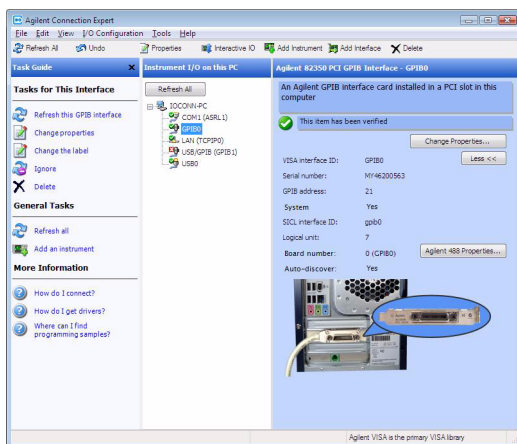 Agilent Connection Expert
File Edit View I/O Configuration Tools Help
Refresh All Undo Properties Interactive IO Add Instrument Add Interface Delete
Task Guide
Tasks for This Interface
Refresh this GPIB interface
Change properties
Change the label
Ignore
Delete
General Tasks
Refresh all
Add an instrument
More Information
How do I connect?
How do I get drivers?
Where can I find
programming samples?
Instrument I/O on this PC
Refresh All
IOCONN-PC
COM1 (ASRL1)
GPIB0
LAN (TCPIP0)
USB/GPIB (GPIB1)
USB0
Agilent 82350 PCI GPIB Interface - GPIB0
An Agilent GPIB interface card installed in a PCI slot in this
computer
This item has been verified
Change Properties...
VISA interface ID: GPIB0
Less <<
Serial number: MY46200563
GPIB address: 21
System Yes
SICL interface ID: gpib0
Logical unit: 7
Board number: 0 (GPIB0)
Agilent 488 Properties...
Auto-discover: Yes
Agilent VISA is the primary VISA library